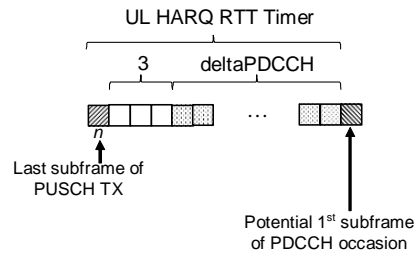 UL HARQ RTT Timer
3 deltaPDCCH
...
n
Last subframe of
PUSCH TX
Potential 1st subframe
of PDCCH occasion